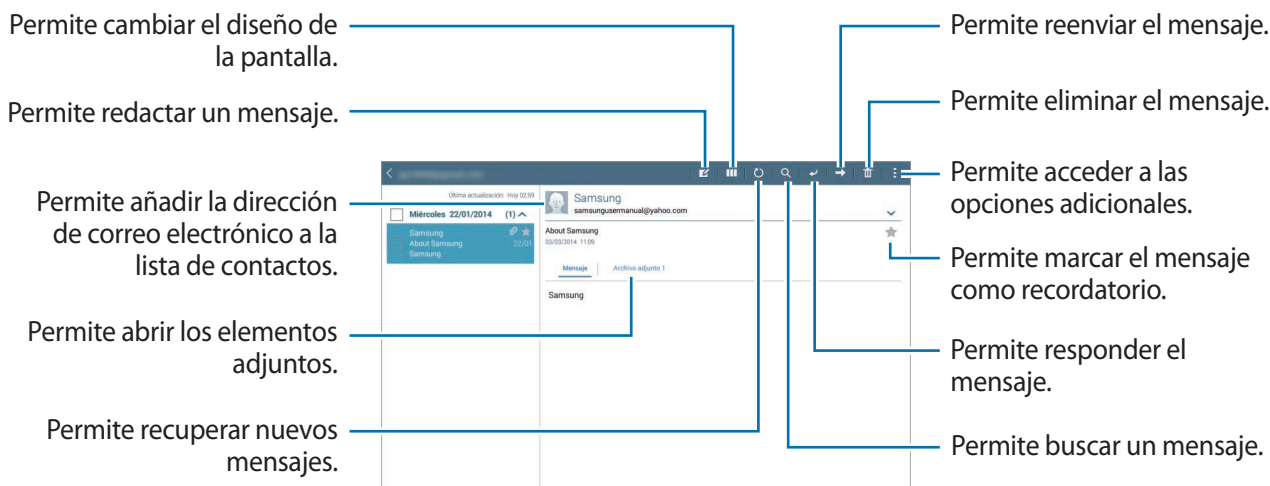 Permite cambiar el diseño de
la pantalla.
Permite redactar un mensaje.
Permite añadir la dirección
de correo electrónico a la
lista de contactos.
Permite abrir los elementos
adjuntos.
Permite recuperar nuevos
mensajes.
Última actualización: Hoy 02:59
Miércoles 22/01/2014 (1)
Samsung
About Samsung 22/01
Samsung
Samsung
samsungusermanual@yahoo.com
About Samsung
03/03/2014 11:09
Mensaje Archivo adjunto 1
Samsung
Permite reenviar el mensaje.
Permite eliminar el mensaje.
Permite acceder a las
opciones adicionales.
Permite marcar el mensaje
como recordatorio.
Permite responder el
mensaje.
Permite buscar un mensaje.